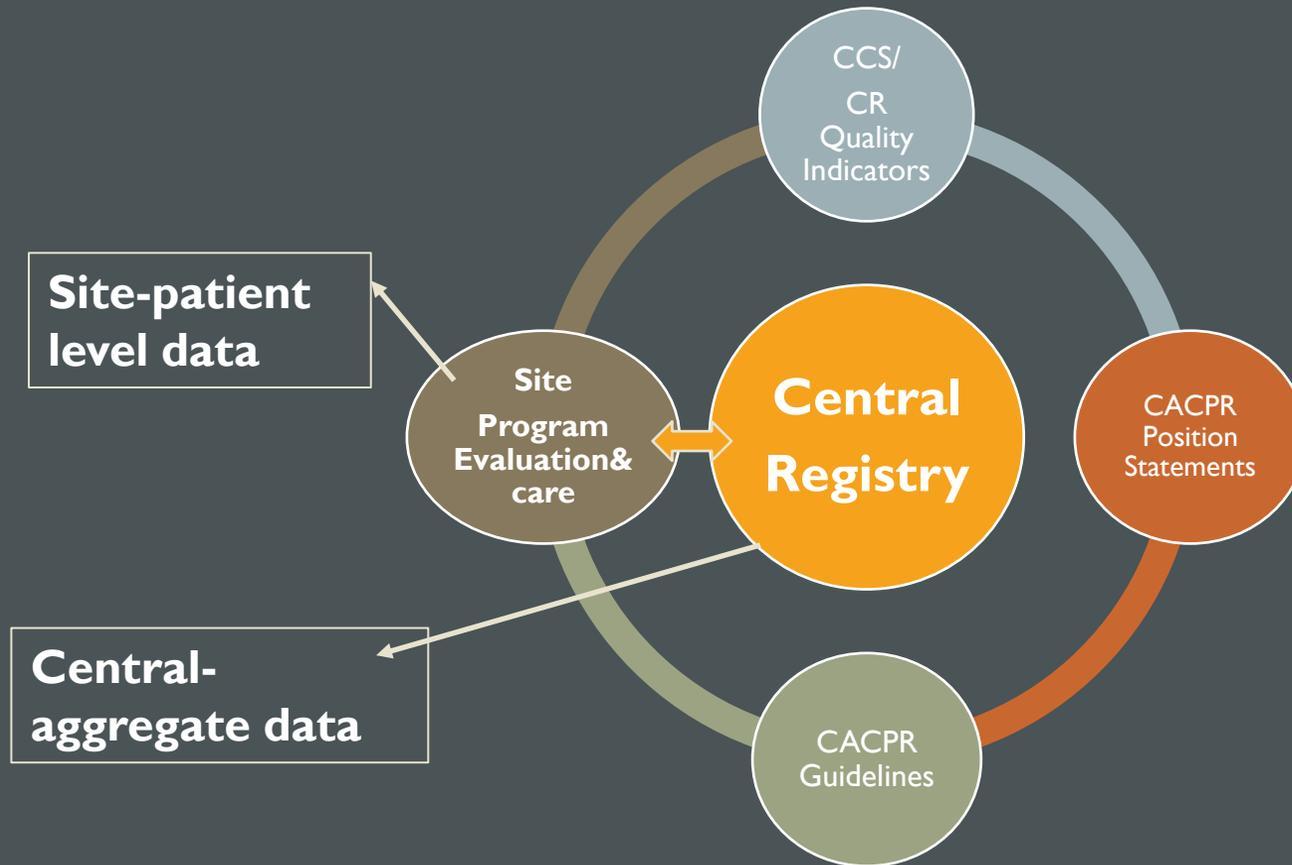 CCS/
CR
Quality
Indicators
Site-patient
level data
Site
Program
Evaluation&
care
Central
Registry
CACPR
Position
Statements
Central-
aggregate data
CACPR
Guidelines